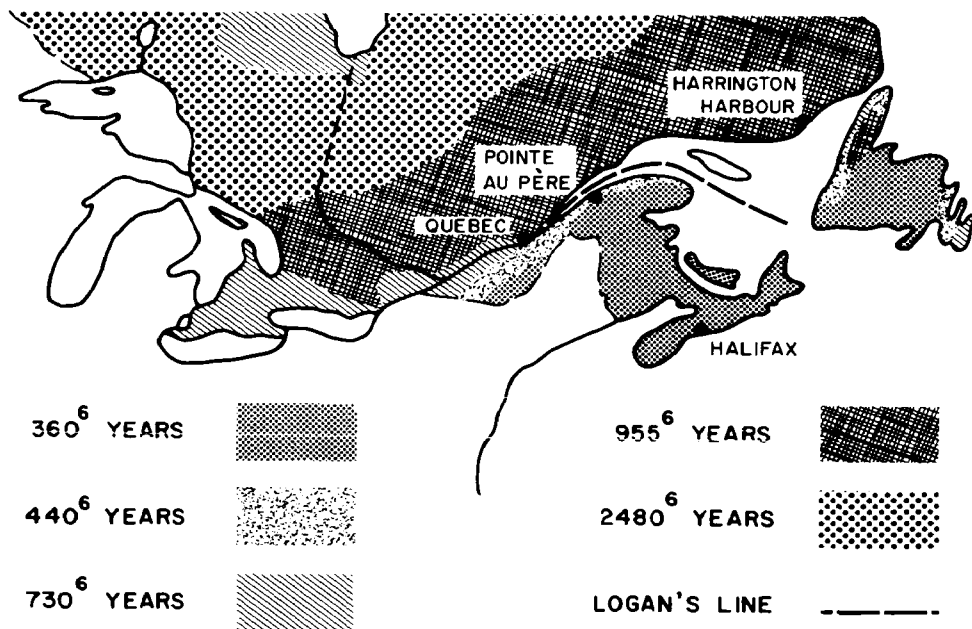 HARRINGTON
HARBOUR
POINTE
AU PÈRE
QUEBEC
HALIFAX
360⁶ YEARS
440⁶ YEARS
730⁶ YEARS
955⁶ YEARS
2480⁶ YEARS
LOGAN'S LINE